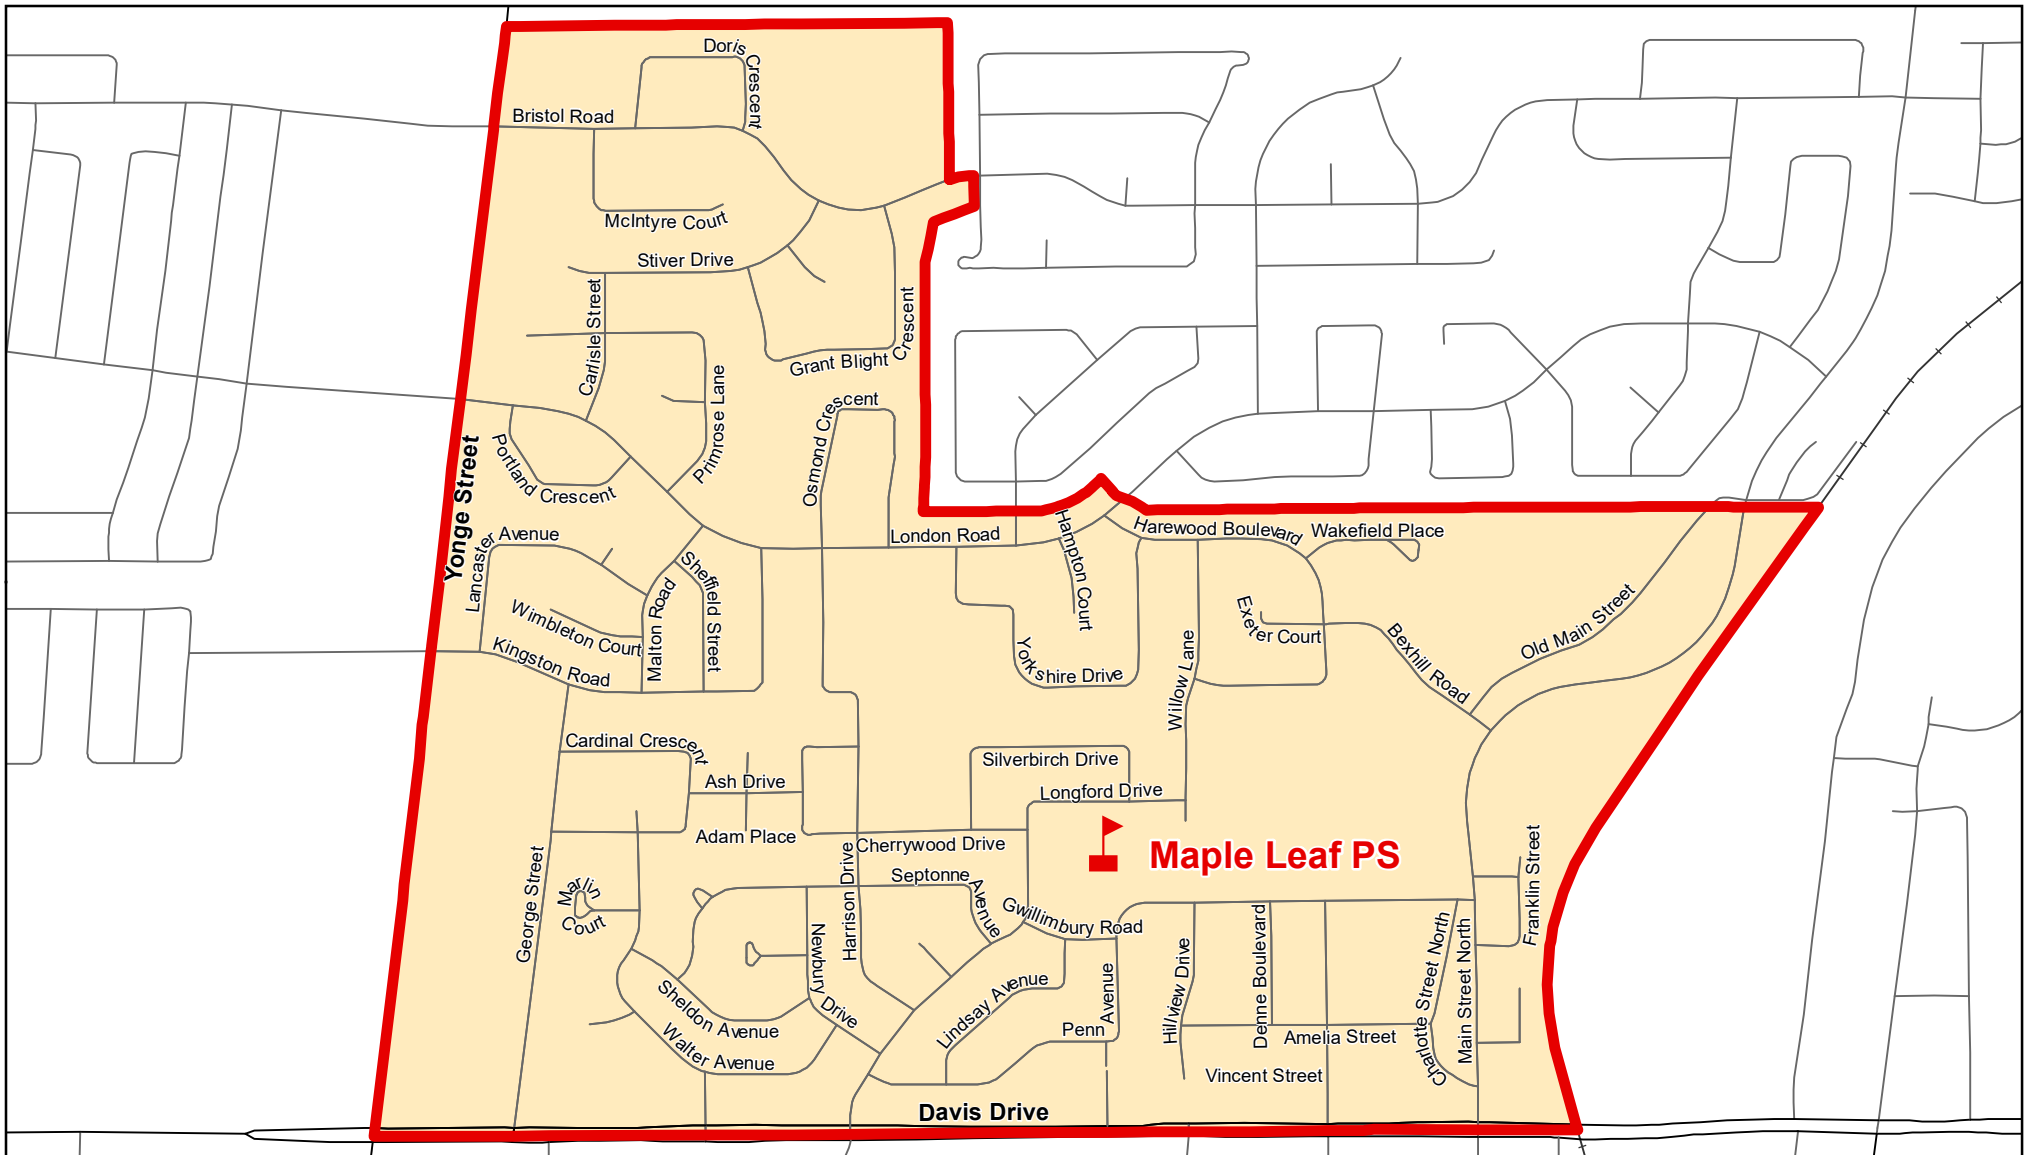 Doris Crescent
Bristol Road
McIntyre Court
Stiver Drive
Carlisle Street
Grant Blight Crescent
Primrose Lane
Osmond Crescent
Portland Crescent
Yonge Street
Lancaster Avenue
London Road
Hampton Court
Harewood Boulevard
Wakefield Place
Sheffield Street
Malton Road
Wimbleton Court
Kingston Road
Yorkshire Drive
Willow Lane
Exeter Court
Bexhill Road
Old Main Street
Cardinal Crescent
Ash Drive
Adam Place
Silverbirch Drive
Longford Drive
Cherrywood Drive
Maple Leaf PS
George Street
Marlin Court
Harrison Drive
Septonne Avenue
Gwillimbury Road
Newbury Drive
Franklin Street
Sheldon Avenue
Walter Avenue
Lindsay Avenue
Penn Avenue
Hillview Drive
Denne Boulevard
Amelia Street
Charlotte Street North
Main Street North
Vincent Street
Davis Drive